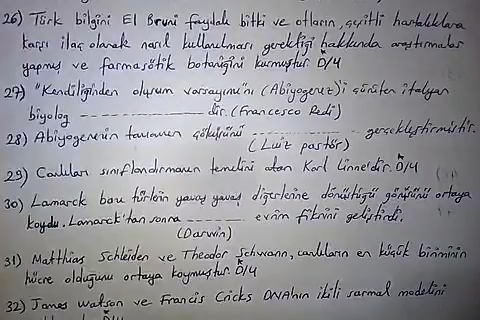 26) Türk bilgini El Bruni faydalı bitki ve otların, çeşitli hastalıklara
karşı ilaç olarak nasıl kullanılması gerektiği hakkında araştırmalar
yapmış ve farmasötik botaniğini kurmuştur. D/Y
27) "Kendiliğinden oluşum varsayımı"nı (Abiyogenez)'i çürüten italyan
biyolog ------------ dir. (Francesco Redi)
28) Abiyogenezin tamamen çöküşünü ------------ gerçekleştirmiştir.
(Luiz pastör)
29) Canlıları sınıflandırmanın temelini atan Karl Linne'dir. D/Y
30) Lamarck bazı türlerin yavaş yavaş diğerlerine dönüştüğü görüşünü ortaya
koydu. Lamarck'tan sonra -------- evrim fikrini geliştirdi.
(Darwin)
31) Matthias Schleiden ve Theodor Schwann, canlıların en küçük biriminin
hücre olduğunu ortaya koymuştur. D/Y
32) James Watson ve Francis Cricks DNA'nın ikili sarmal modelini
D/Y